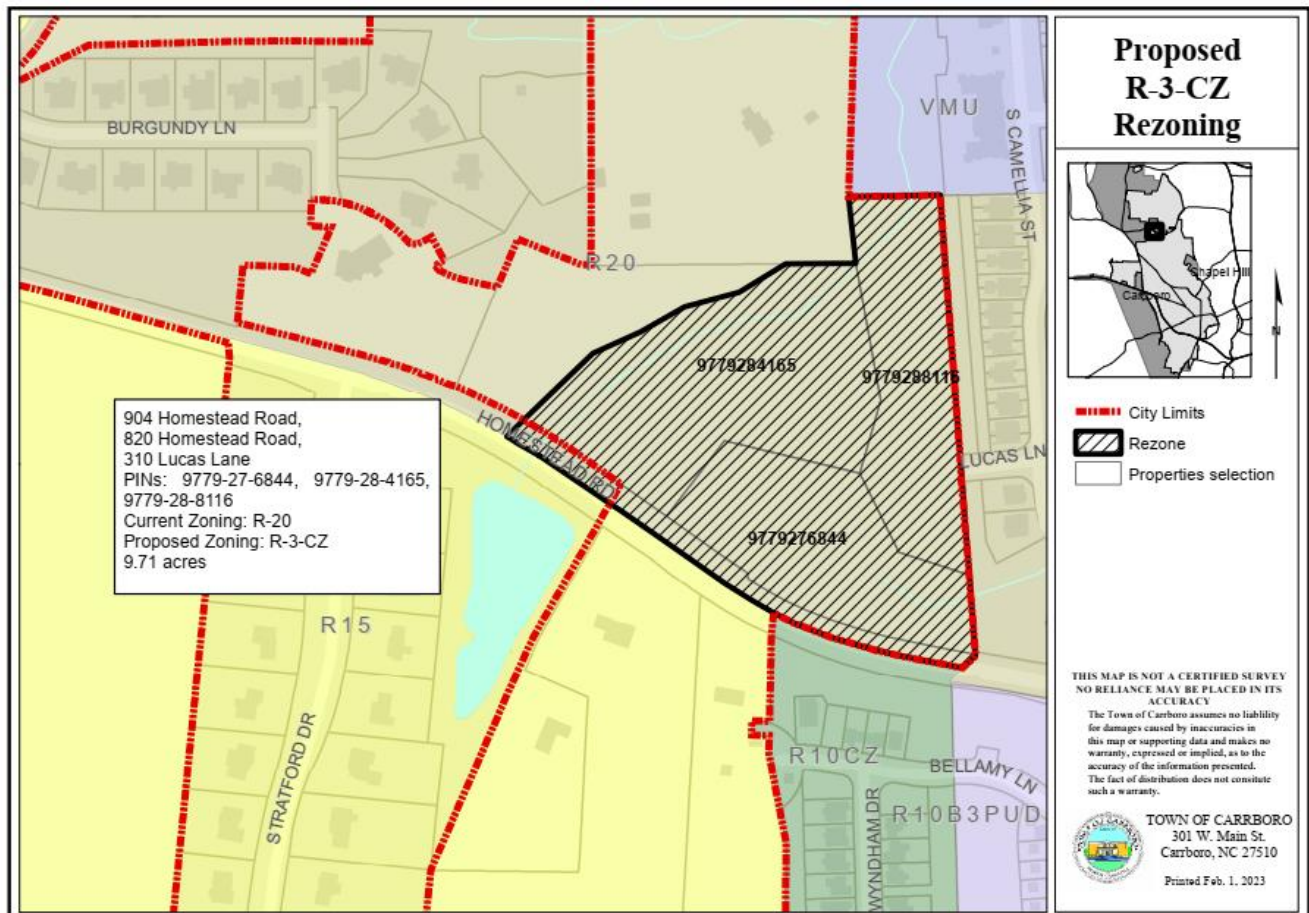 BURGUNDY LN
VMU
S CAMELLIA ST
R20
9779284165
9779288116
HOMESTEAD RD
LUCAS LN
904 Homestead Road,
820 Homestead Road,
310 Lucas Lane
PINs: 9779-27-6844, 9779-28-4165,
9779-28-8116
Current Zoning: R-20
Proposed Zoning: R-3-CZ
9.71 acres
9779276844
R15
STRATFORD DR
R10CZ
BELLAMY LN
R10B3PUD
WYNDHAM DR
Proposed
R-3-CZ
Rezoning
Chapel Hill
Carrboro
N
City Limits
Rezone
Properties selection
THIS MAP IS NOT A CERTIFIED SURVEY
NO RELIANCE MAY BE PLACED IN ITS
ACCURACY
The Town of Carrboro assumes no liablility
for damages caused by inaccuracies in
this map or supporting data and makes no
warranty, expressed or implied, as to the
accuracy of the information presented.
The fact of distribution does not consitute
such a warranty.
TOWN OF CARRBORO
301 W. Main St.
Carrboro, NC 27510
Printed Feb. 1, 2023